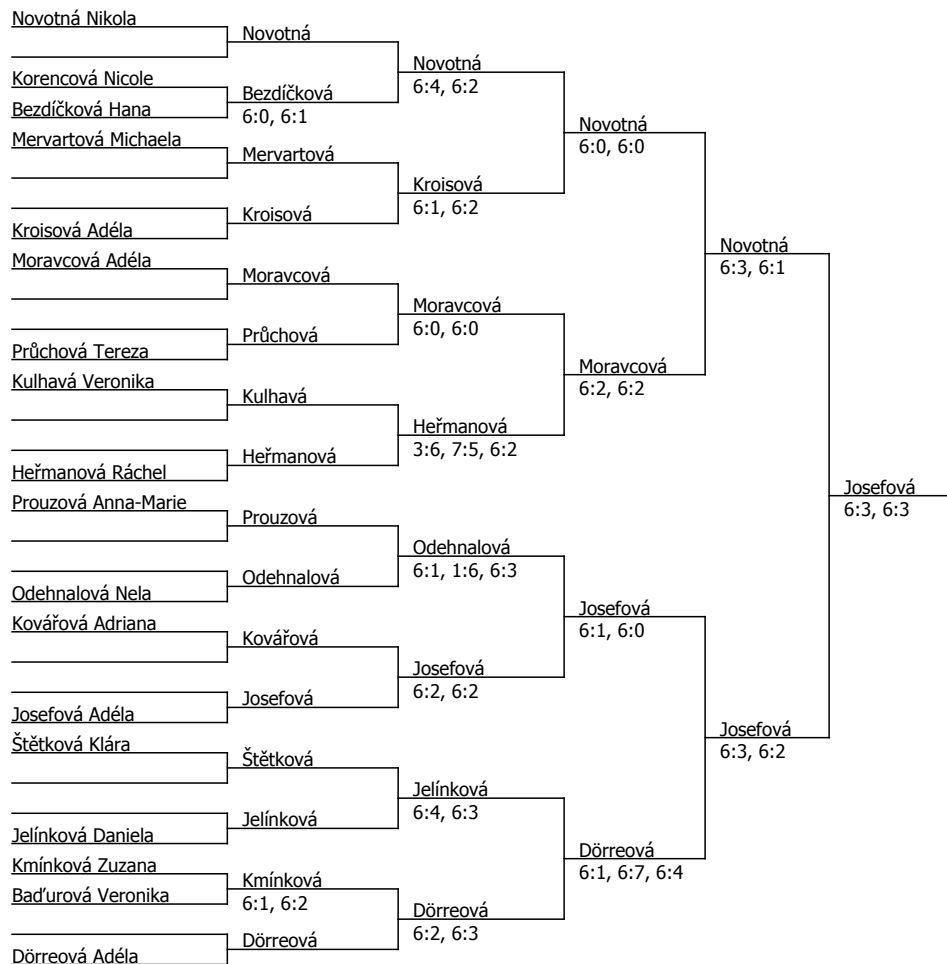 Novotná Nikola
Korencová Nicole
Bezdíčková Hana
Mervartová Michaela
Kroisová Adéla
Moravcová Adéla
Průchová Tereza
Kulhavá Veronika
Heřmanová Ráchel
Prouzová Anna-Marie
Odehnalová Nela
Kovářová Adriana
Josefová Adéla
Štětková Klára
Jelínková Daniela
Kmínková Zuzana
Baďurová Veronika
Dörreová Adéla
Novotná
Bezdíčková
6:0, 6:1
Mervartová
Kroisová
Moravcová
Průchová
Kulhavá
Heřmanová
Prouzová
Odehnalová
Kovářová
Josefová
Štětková
Jelínková
Kmínková
6:1, 6:2
Dörreová
Novotná
6:4, 6:2
Kroisová
6:1, 6:2
Moravcová
6:0, 6:0
Heřmanová
3:6, 7:5, 6:2
Odehnalová
6:1, 1:6, 6:3
Josefová
6:2, 6:2
Jelínková
6:4, 6:3
Dörreová
6:2, 6:3
Novotná
6:0, 6:0
Moravcová
6:2, 6:2
Josefová
6:1, 6:0
Dörreová
6:1, 6:7, 6:4
Novotná
6:3, 6:1
Josefová
6:3, 6:2
Josefová
6:3, 6:3